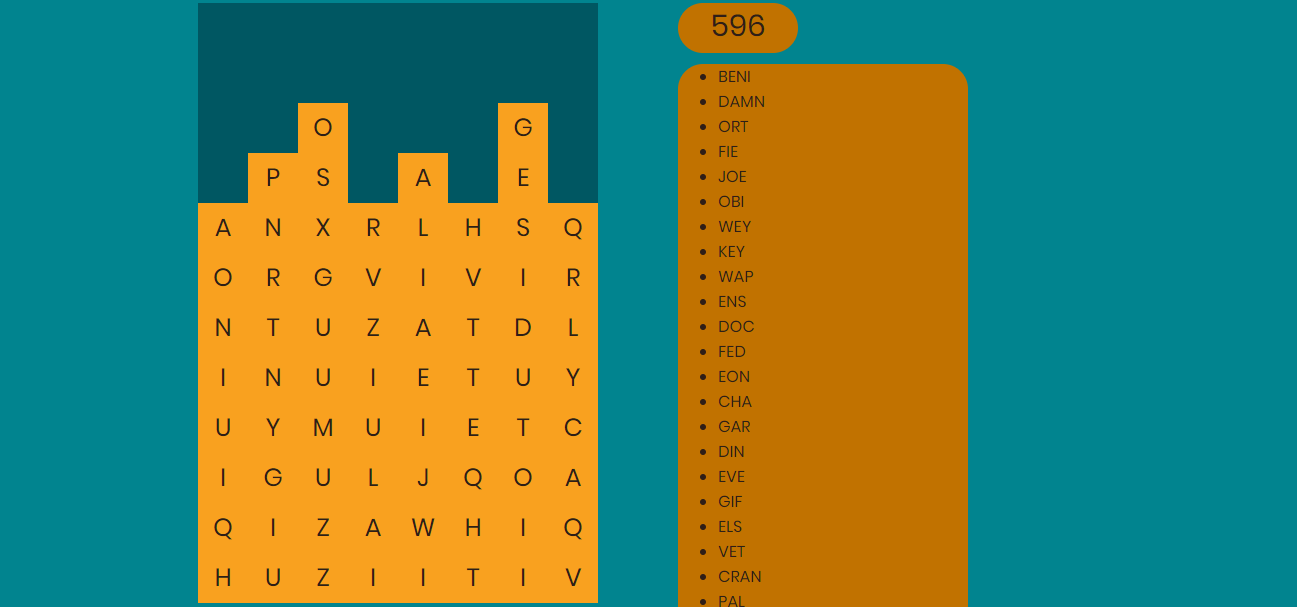 596
O G
P S A E
A N X R L H S Q
O R G V I V I R
N T U Z A T D L
I N U I E T U Y
U Y M U I E T C
I G U L J Q O A
Q I Z A W H I Q
H U Z I I T I V
BENI
DAMN
ORT
FIE
JOE
OBI
WEY
KEY
WAP
ENS
DOC
FED
EON
CHA
GAR
DIN
EVE
GIF
ELS
VET
CRAN
PAL